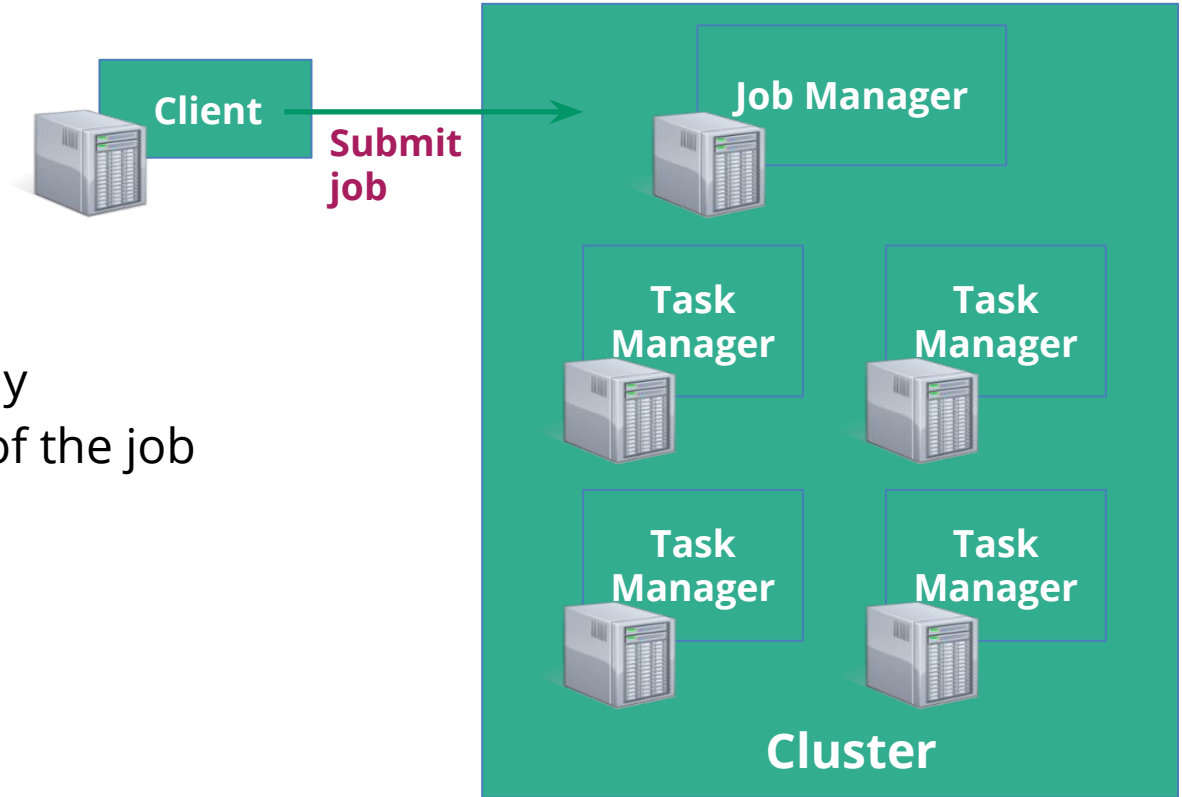 Client
Submit
job
Job Manager
Task
Manager
Task
Manager
y
of the job
Task
Manager
Task
Manager
Cluster